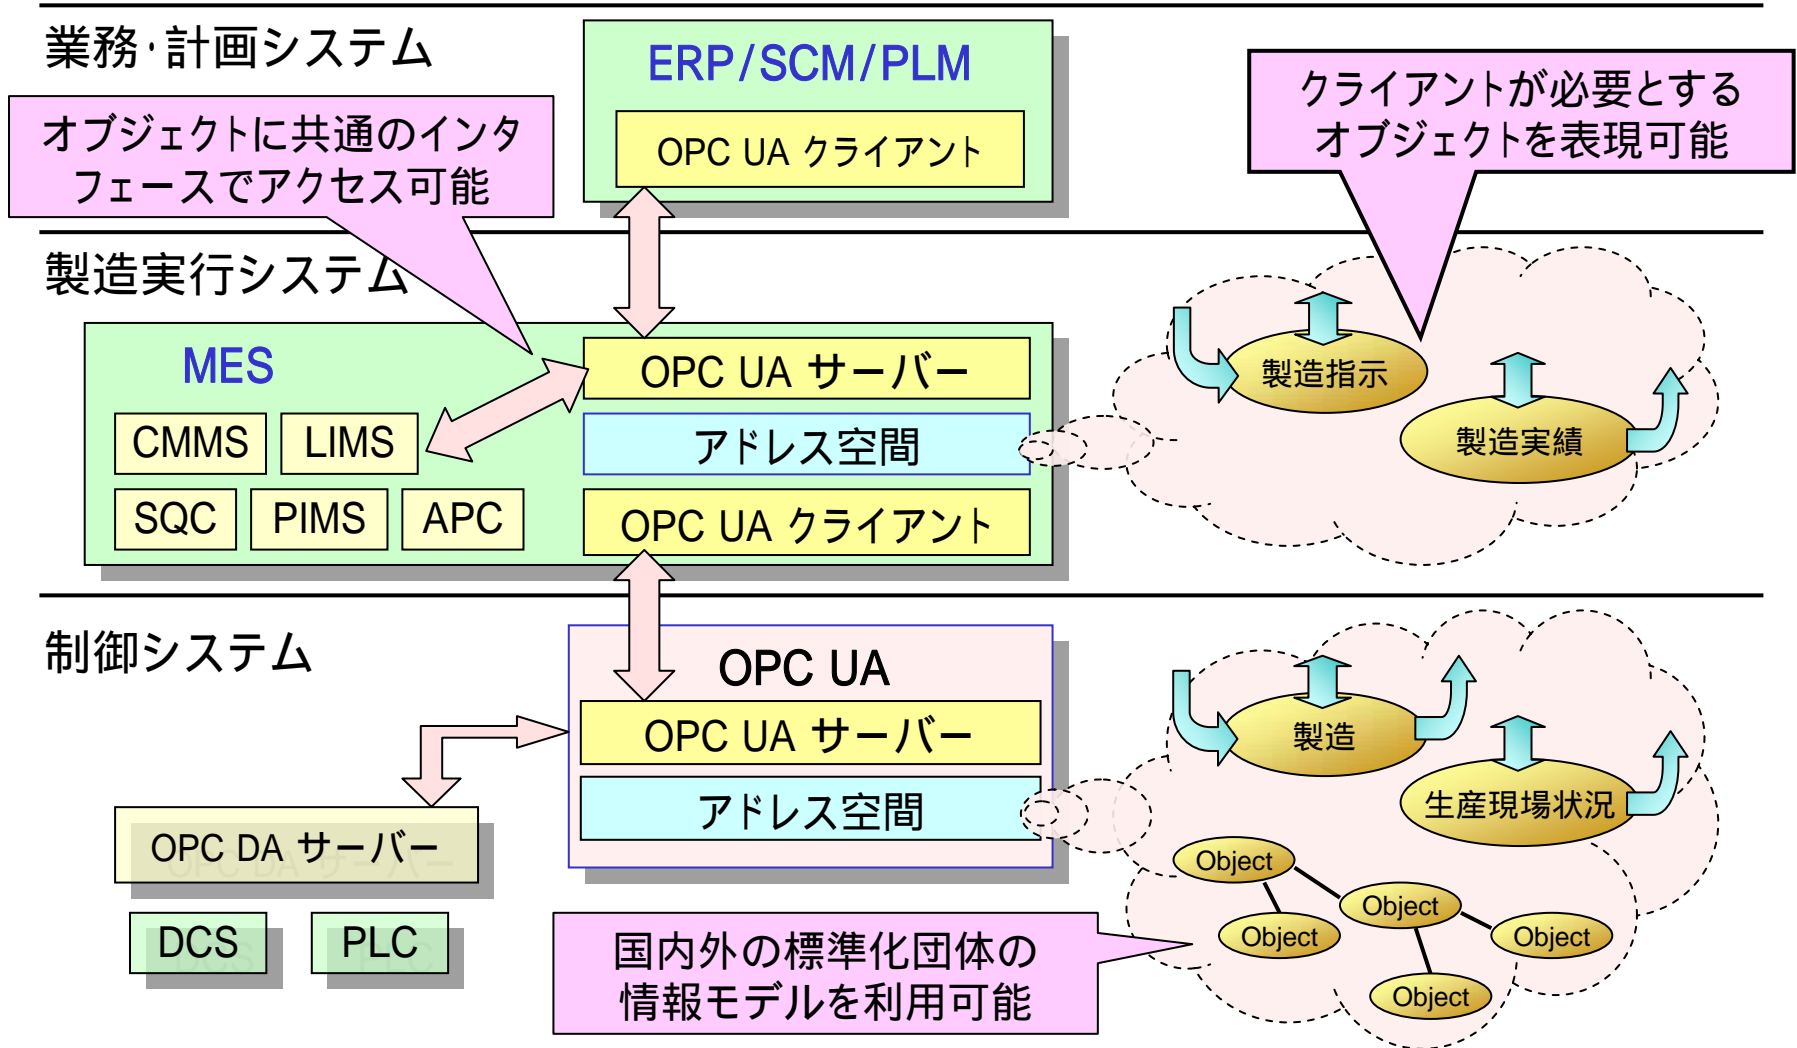 業務・計画システム
ERP/SCM/PLM
OPC UA クライアント
オブジェクトに共通のインタ
フェースでアクセス可能
クライアントが必要とする
オブジェクトを表現可能
製造実行システム
MES
CMMS
LIMS
SQC
PIMS
APC
OPC UA サーバー
アドレス空間
OPC UA クライアント
製造指示
製造実績
制御システム
OPC UA
OPC UA サーバー
アドレス空間
OPC DA サーバー
DCS
PLC
製造
生産現場状況
Object
Object
Object
Object
Object
国内外の標準化団体の
情報モデルを利用可能